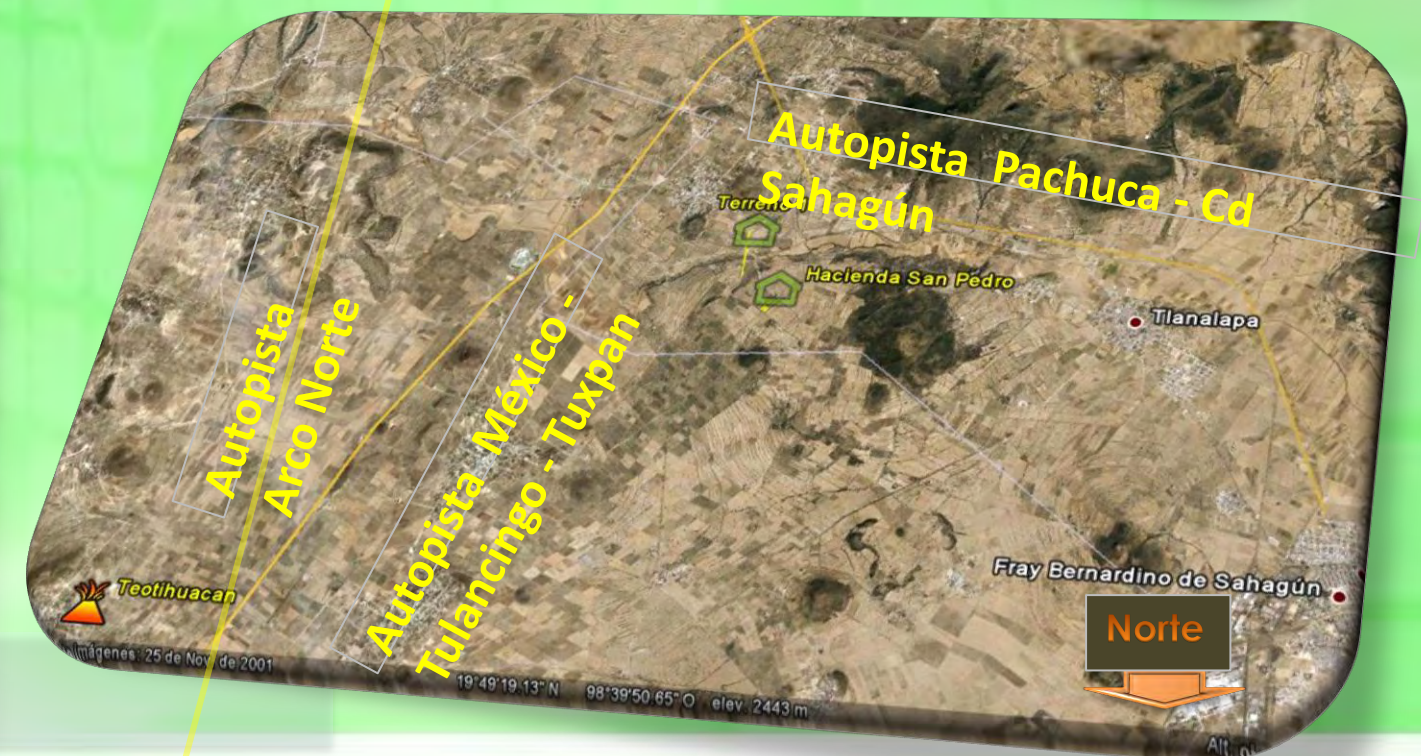 Autopista Pachuca - Cd
Sahagún
Terreno
Hacienda San Pedro
Tlanalapa
Autopista
Arco Norte
Autopista México -
Tulancingo - Tuxpan
Fray Bernardino de Sahagún
Teotihuacan
Norte
Imágenes: 25 de Nov de 2001
19°49'19.13" N 98°39'50.65" O elev. 2443 m
Alt.